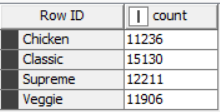 Row ID count
Chicken 11236
Classic 15130
Supreme 12211
Veggie 11906